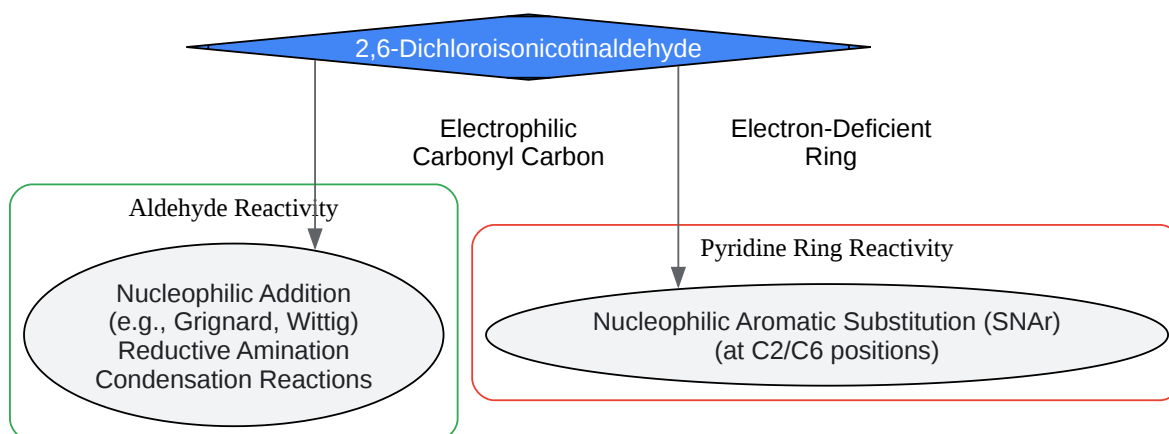 2,6-Dichloroisonicotinaldehyde
Electrophilic
Carbonyl Carbon
Electron-Deficient
Ring
Aldehyde Reactivity
Nucleophilic Addition
(e.g., Grignard, Wittig)
Reductive Amination
Condensation Reactions
Pyridine Ring Reactivity
Nucleophilic Aromatic Substitution (SNAr)
(at C2/C6 positions)